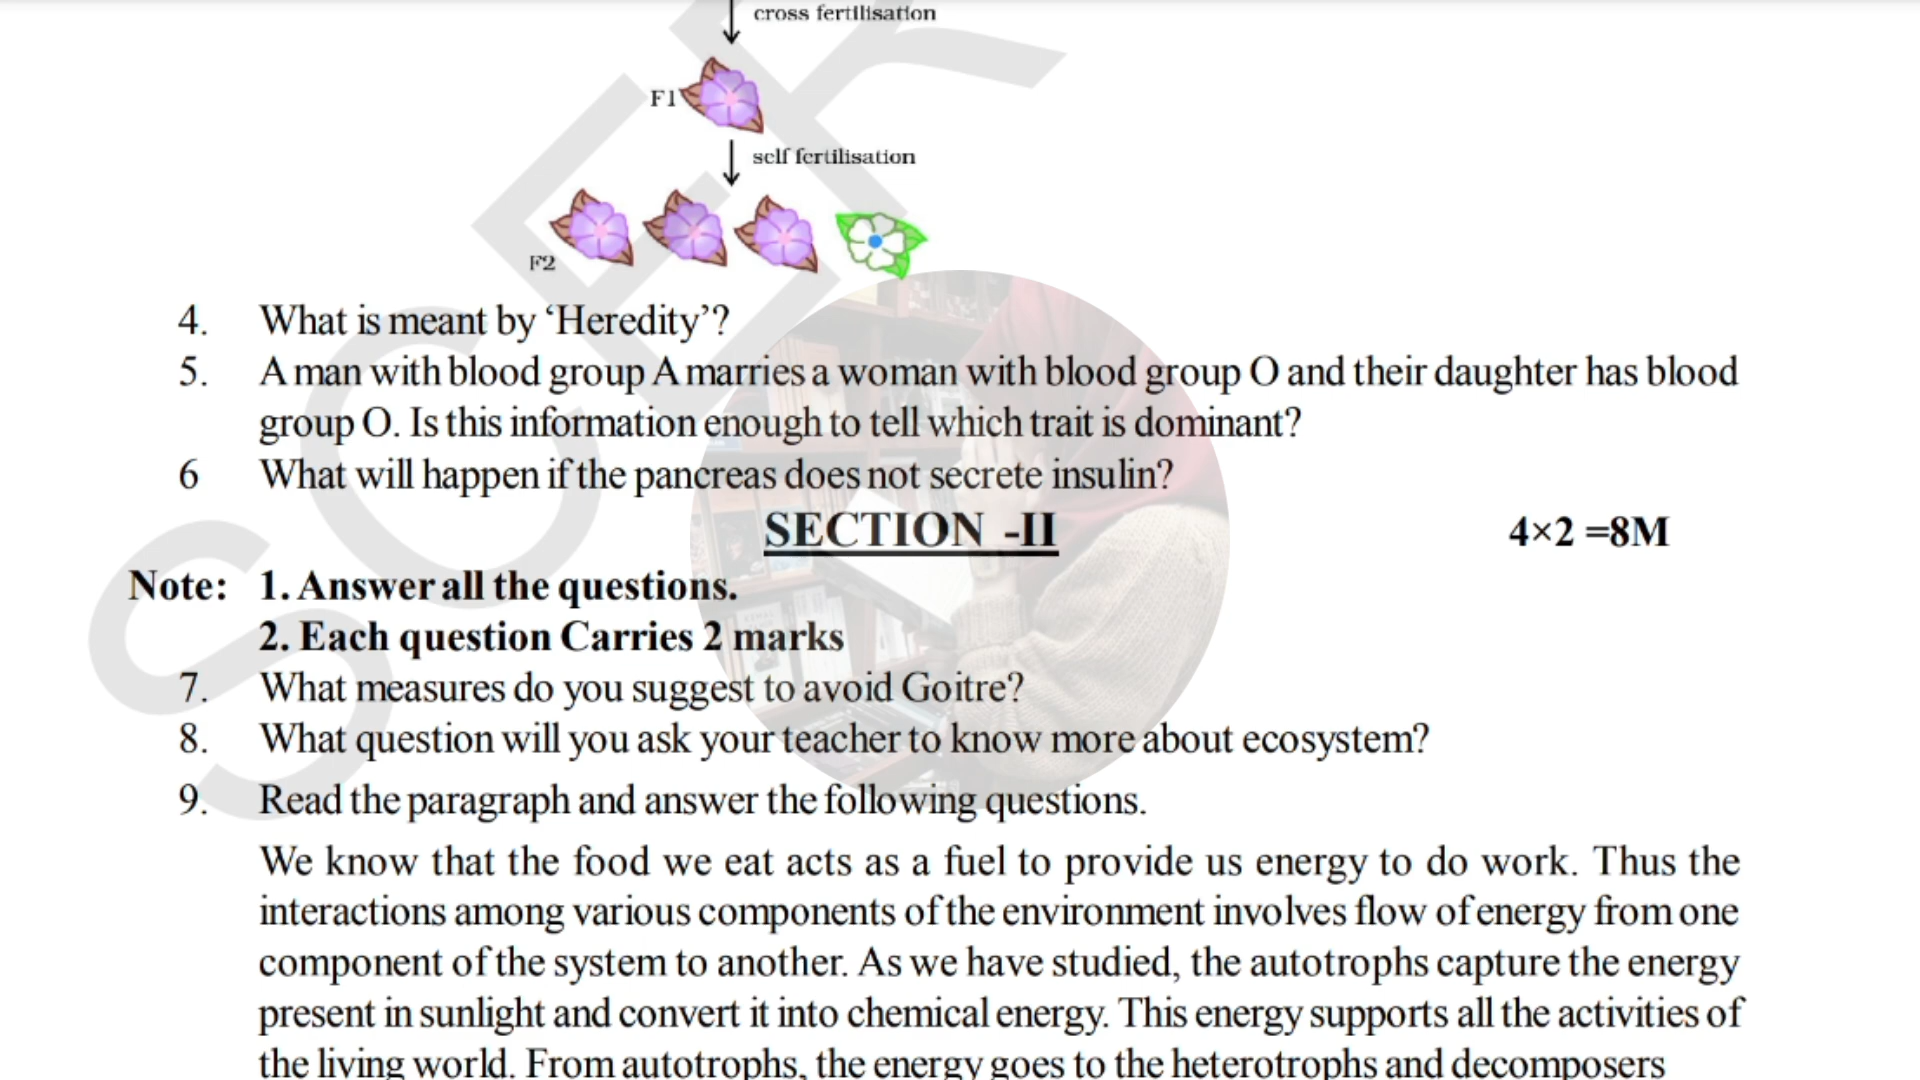 cross fertilisation
F1
self fertilisation
F2
4. What is meant by ‘Heredity’?
5. A man with blood group A marries a woman with blood group O and their daughter has blood
group O. Is this information enough to tell which trait is dominant?
6 What will happen if the pancreas does not secrete insulin?
SECTION -II 4×2 =8M
Note: 1. Answer all the questions.
2. Each question Carries 2 marks
7. What measures do you suggest to avoid Goitre?
8. What question will you ask your teacher to know more about ecosystem?
9. Read the paragraph and answer the following questions.
We know that the food we eat acts as a fuel to provide us energy to do work. Thus the
interactions among various components of the environment involves flow of energy from one
component of the system to another. As we have studied, the autotrophs capture the energy
present in sunlight and convert it into chemical energy. This energy supports all the activities of
the living world. From autotrophs, the energy goes to the heterotrophs and decomposers
SCER